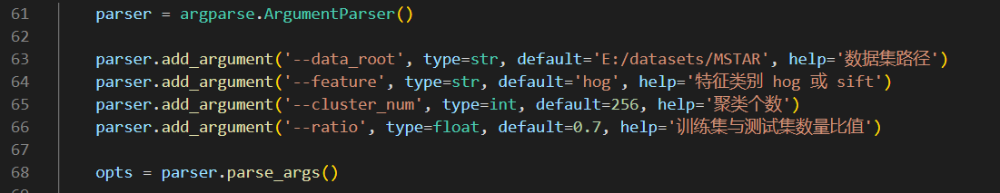 61 parser = argparse.ArgumentParser()
62
63 parser.add_argument('--data_root', type=str, default='E:/datasets/MSTAR', help='数据集路径')
64 parser.add_argument('--feature', type=str, default='hog', help='特征类别 hog 或 sift')
65 parser.add_argument('--cluster_num', type=int, default=256, help='聚类个数')
66 parser.add_argument('--ratio', type=float, default=0.7, help='训练集与测试集数量比值')
67
68 opts = parser.parse_args()